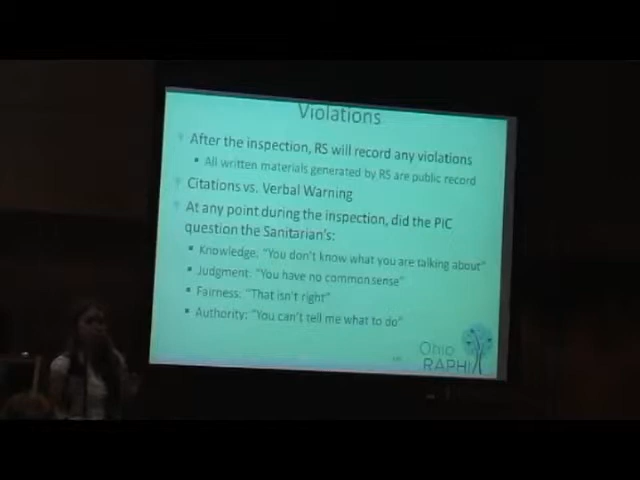 Violations
After the inspection, RS will record any violations
• All written materials generated by RS are public record
Citations vs. Verbal Warning
At any point during the inspection, did the PIC
question the Sanitarian's:
▪ Knowledge: "You don't know what you are talking about"
▪ Judgment: "You have no common sense"
▪ Fairness: "That isn't right"
▪ Authority: "You can't tell me what to do"
Ohio
RAPHI